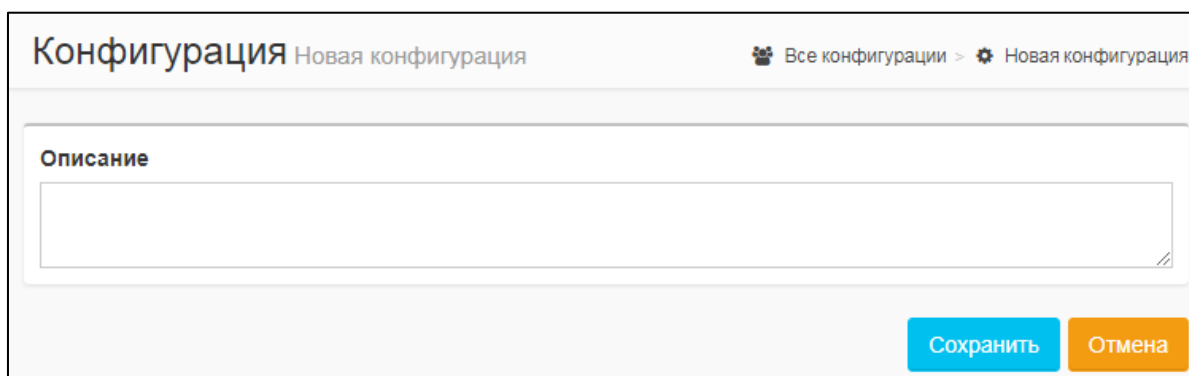 Конфигурация Новая конфигурация
Все конфигурации > Новая конфигурация
Описание
Сохранить Отмена